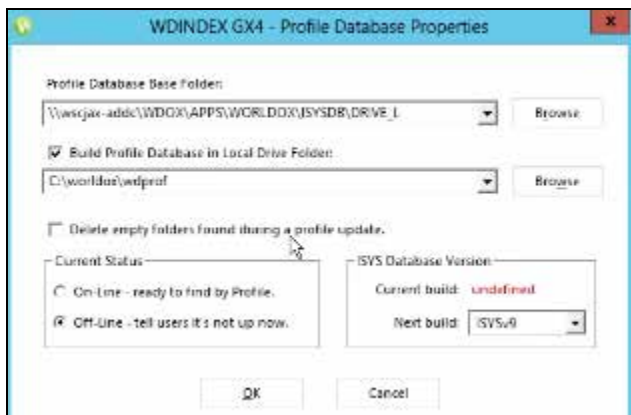 WDINDEX GX4 - Profile Database Properties
x
Profile Database Base Folder:
\\wscjax-addc\WDOX\APPS\WORLDOX\ISYSDB\DRIVE_L
Browse
Build Profile Database in Local Drive Folder:
C:\worldox\wdprof
Browse
Delete empty folders found during a profile update.
Current Status
On-Line - ready to find by Profile.
Off-Line - tell users it's not up now.
ISYS Database Version
Current build: undefined
Next build: ISYSv9
OK
Cancel